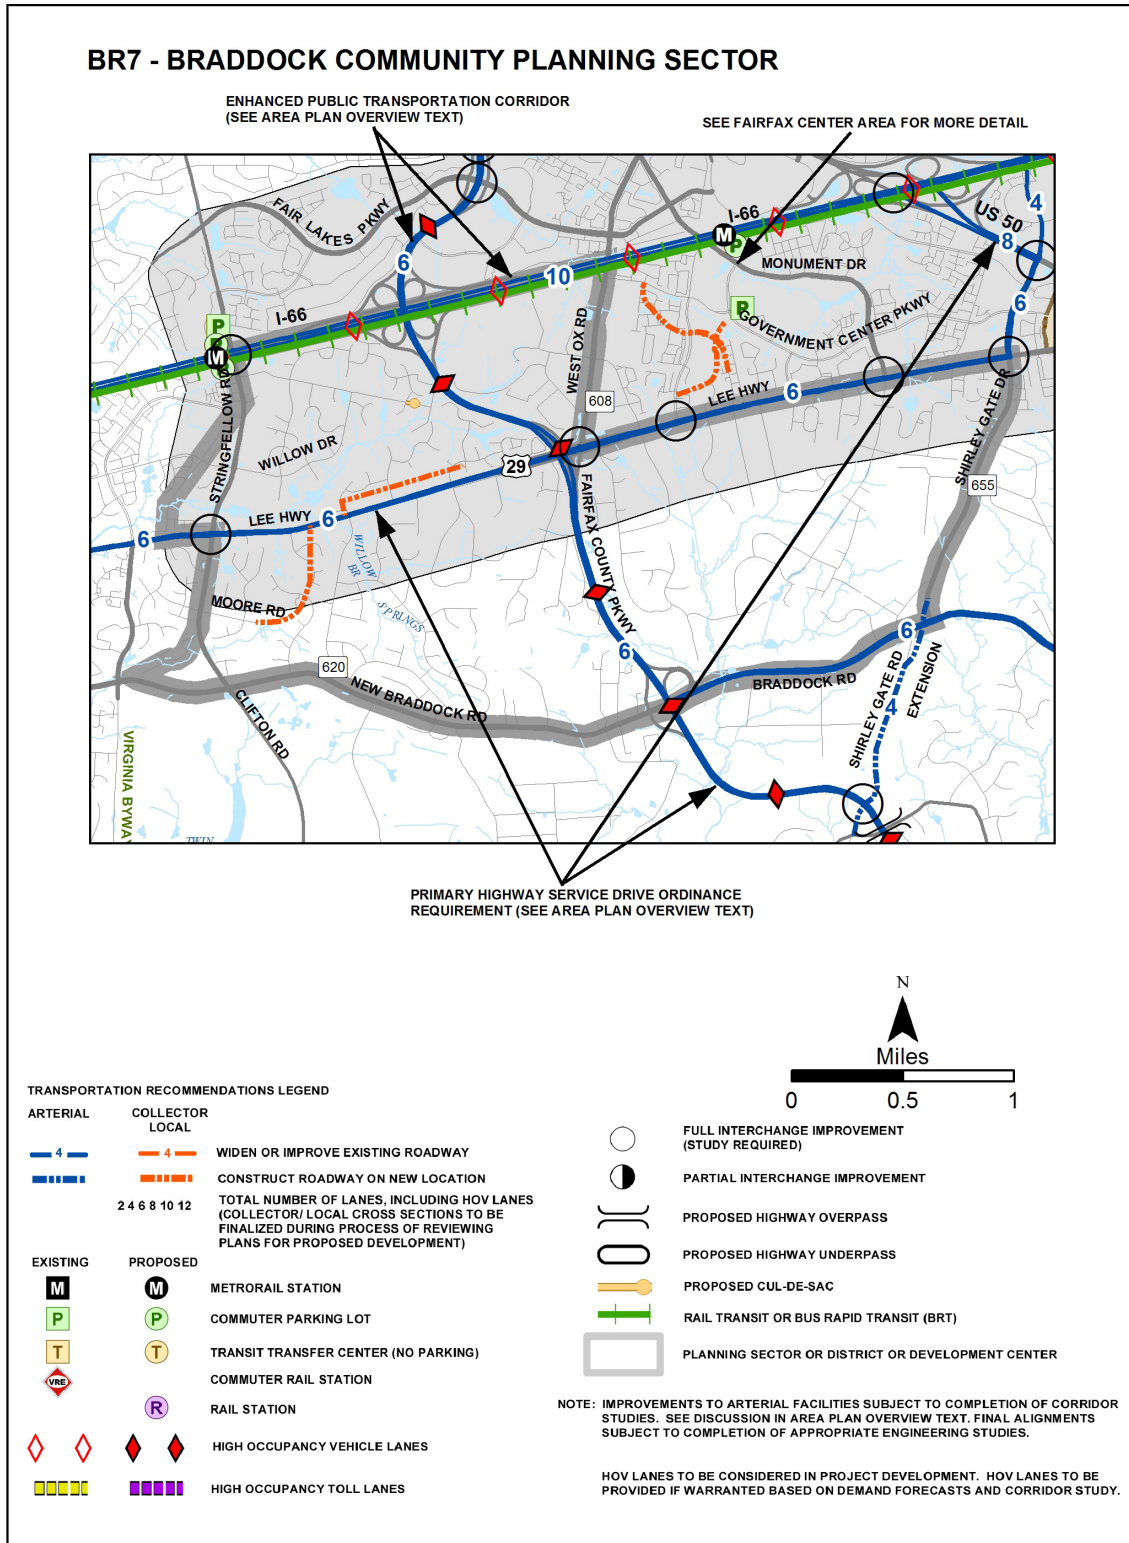 BR7 - BRADDOCK COMMUNITY PLANNING SECTOR
ENHANCED PUBLIC TRANSPORTATION CORRIDOR
(SEE AREA PLAN OVERVIEW TEXT)
SEE FAIRFAX CENTER AREA FOR MORE DETAIL
FAIR LAKES PKWY
I-66
US 50
4
8
M
P
MONUMENT DR
6
10
6
P
GOVERNMENT CENTER PKWY
I-66
P
M
WEST OX RD
608
LEE HWY
6
STRINGFELLOW RD
WILLOW DR
29
SHIRLEY GATE DR
655
LEE HWY
6
6
FAIRFAX COUNTY PKWY
WILLOW
SPRINGS
BR
MOORE RD
6
6
620
NEW BRADDOCK RD
BRADDOCK RD
SHIRLEY GATE RD
EXTENSION
4
CLIFTON RD
VIRGINIA BYWA
TWIN
PRIMARY HIGHWAY SERVICE DRIVE ORDINANCE
REQUIREMENT (SEE AREA PLAN OVERVIEW TEXT)
N
Miles
0 0.5 1
TRANSPORTATION RECOMMENDATIONS LEGEND
ARTERIAL COLLECTOR
LOCAL
4 4 WIDEN OR IMPROVE EXISTING ROADWAY
CONSTRUCT ROADWAY ON NEW LOCATION
2 4 6 8 10 12 TOTAL NUMBER OF LANES, INCLUDING HOV LANES
(COLLECTOR/ LOCAL CROSS SECTIONS TO BE
FINALIZED DURING PROCESS OF REVIEWING
PLANS FOR PROPOSED DEVELOPMENT)
EXISTING PROPOSED
M M METRORAIL STATION
P P COMMUTER PARKING LOT
T T TRANSIT TRANSFER CENTER (NO PARKING)
VRE COMMUTER RAIL STATION
R RAIL STATION
HIGH OCCUPANCY VEHICLE LANES
HIGH OCCUPANCY TOLL LANES
FULL INTERCHANGE IMPROVEMENT
(STUDY REQUIRED)
PARTIAL INTERCHANGE IMPROVEMENT
PROPOSED HIGHWAY OVERPASS
PROPOSED HIGHWAY UNDERPASS
PROPOSED CUL-DE-SAC
RAIL TRANSIT OR BUS RAPID TRANSIT (BRT)
PLANNING SECTOR OR DISTRICT OR DEVELOPMENT CENTER
NOTE: IMPROVEMENTS TO ARTERIAL FACILITIES SUBJECT TO COMPLETION OF CORRIDOR
STUDIES. SEE DISCUSSION IN AREA PLAN OVERVIEW TEXT. FINAL ALIGNMENTS
SUBJECT TO COMPLETION OF APPROPRIATE ENGINEERING STUDIES.
HOV LANES TO BE CONSIDERED IN PROJECT DEVELOPMENT. HOV LANES TO BE
PROVIDED IF WARRANTED BASED ON DEMAND FORECASTS AND CORRIDOR STUDY.